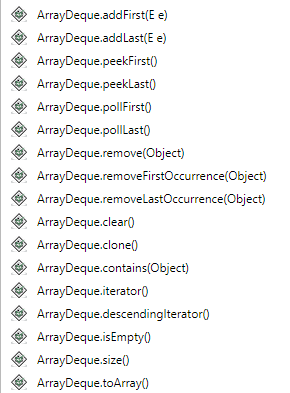 ArrayDeque.addFirst(E e)
ArrayDeque.addLast(E e)
ArrayDeque.peekFirst()
ArrayDeque.peekLast()
ArrayDeque.pollFirst()
ArrayDeque.pollLast()
ArrayDeque.remove(Object)
ArrayDeque.removeFirstOccurrence(Object)
ArrayDeque.removeLastOccurrence(Object)
ArrayDeque.clear()
ArrayDeque.clone()
ArrayDeque.contains(Object)
ArrayDeque.iterator()
ArrayDeque.descendingIterator()
ArrayDeque.isEmpty()
ArrayDeque.size()
ArrayDeque.toArray()